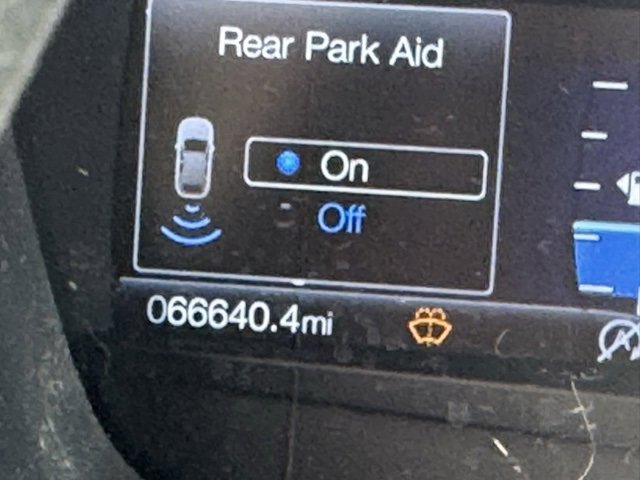 Rear Park Aid
On
Off
066640.4mi